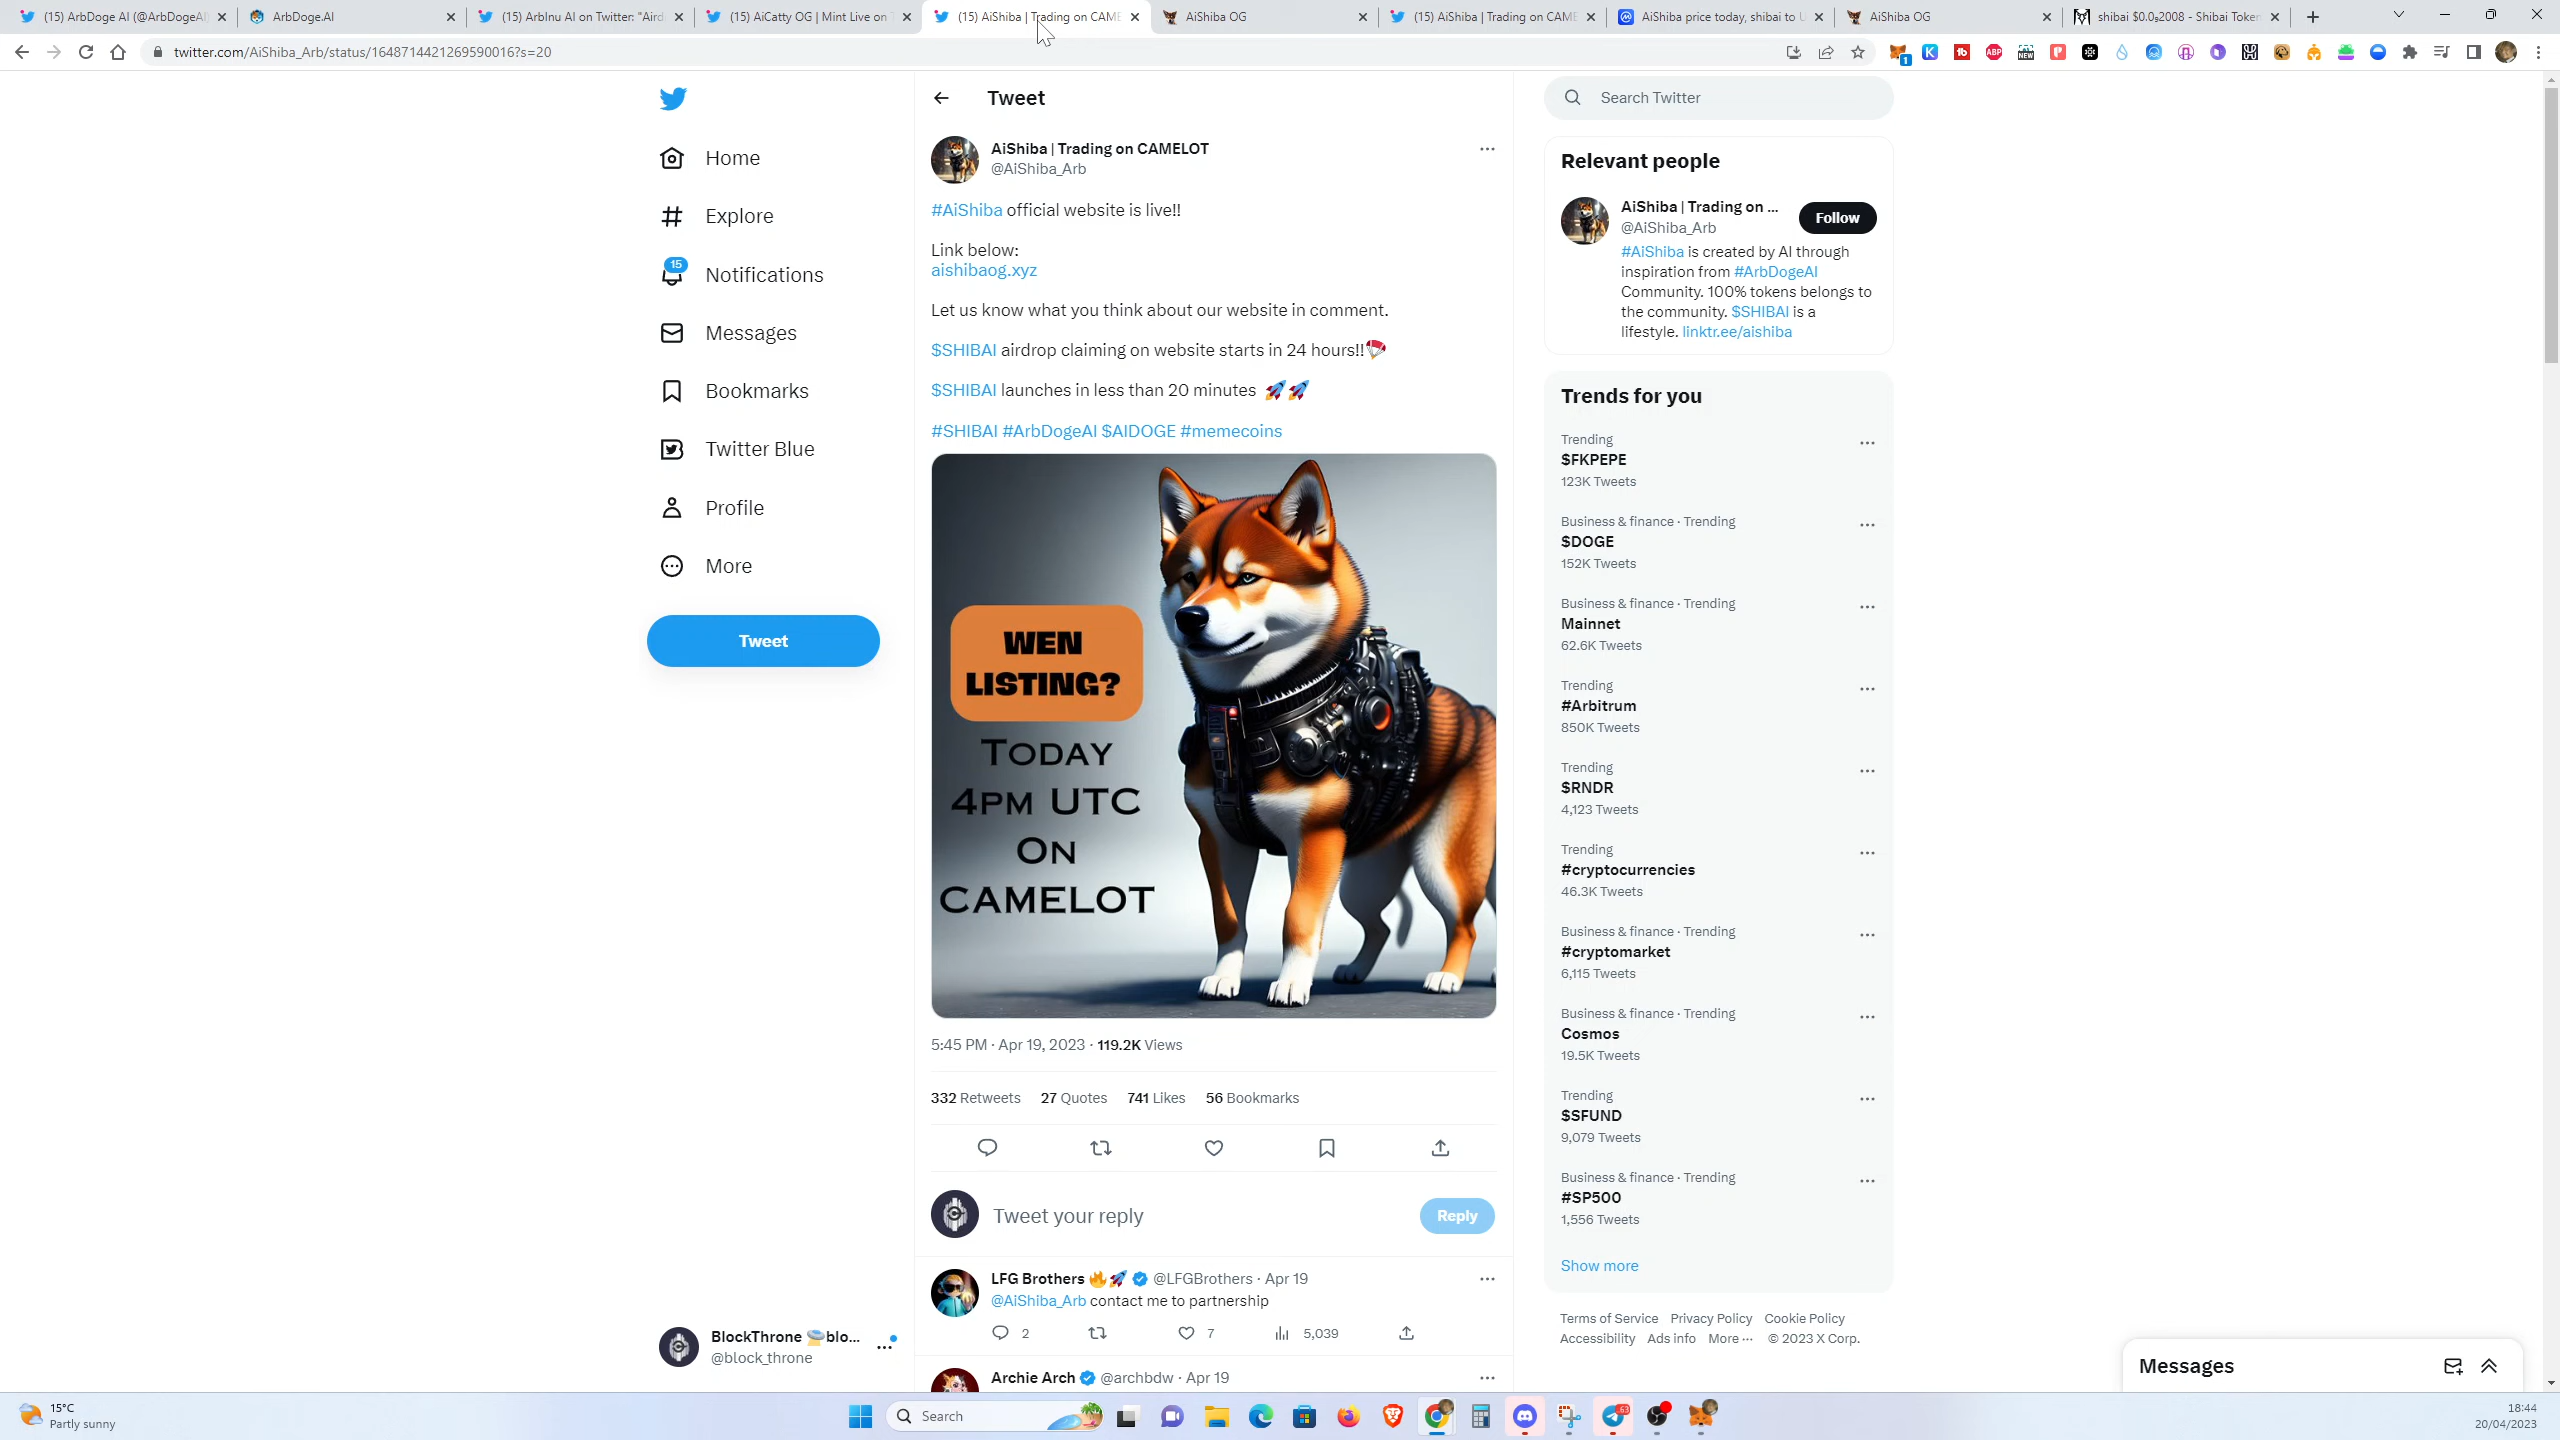 (15) ArbDoge AI (@ArbDogeAI)
ArbDoge.AI
(15) ArbInu AI on Twitter: "Aird
(15) AiCatty OG | Mint Live on
(15) AiShiba | Trading on CAME
AiShiba OG
(15) AiShiba | Trading on CAME
AiShiba price today, shibai to U
AiShiba OG
shibai $0.0₉2008 - Shibai Token
twitter.com/AiShiba_Arb/status/1648714421269590016?s=20
Home
Explore
15
Notifications
Messages
Bookmarks
Twitter Blue
Profile
More
Tweet
BlockThrone blo...
@block_throne
Tweet
AiShiba | Trading on CAMELOT
@AiShiba_Arb
#AiShiba official website is live!!
Link below:
aishibaog.xyz
Let us know what you think about our website in comment.
$SHIBAI airdrop claiming on website starts in 24 hours!!🪂
$SHIBAI launches in less than 20 minutes 🚀🚀
#SHIBAI #ArbDogeAI $AIDOGE #memecoins
WEN
LISTING?
TODAY
4PM UTC
ON
CAMELOT
5:45 PM · Apr 19, 2023 · 119.2K Views
332 Retweets 27 Quotes 741 Likes 56 Bookmarks
Tweet your reply
Reply
LFG Brothers 🔥🚀 @LFGBrothers · Apr 19
@AiShiba_Arb contact me to partnership
2 7 5,039
Archie Arch @archbdw · Apr 19
Search Twitter
Relevant people
AiShiba | Trading on ...
@AiShiba_Arb
Follow
#AiShiba is created by AI through
inspiration from #ArbDogeAI
Community. 100% tokens belongs to
the community. $SHIBAI is a
lifestyle. linktr.ee/aishiba
Trends for you
Trending
$FKPEPE
123K Tweets
Business & finance · Trending
$DOGE
152K Tweets
Business & finance · Trending
Mainnet
62.6K Tweets
Trending
#Arbitrum
850K Tweets
Trending
$RNDR
4,123 Tweets
Trending
#cryptocurrencies
46.3K Tweets
Business & finance · Trending
#cryptomarket
6,115 Tweets
Business & finance · Trending
Cosmos
19.5K Tweets
Trending
$SFUND
9,079 Tweets
Business & finance · Trending
#SP500
1,556 Tweets
Show more
Terms of Service Privacy Policy Cookie Policy
Accessibility Ads info More ··· © 2023 X Corp.
Messages
15°C
Partly sunny
Search
18:44
20/04/2023